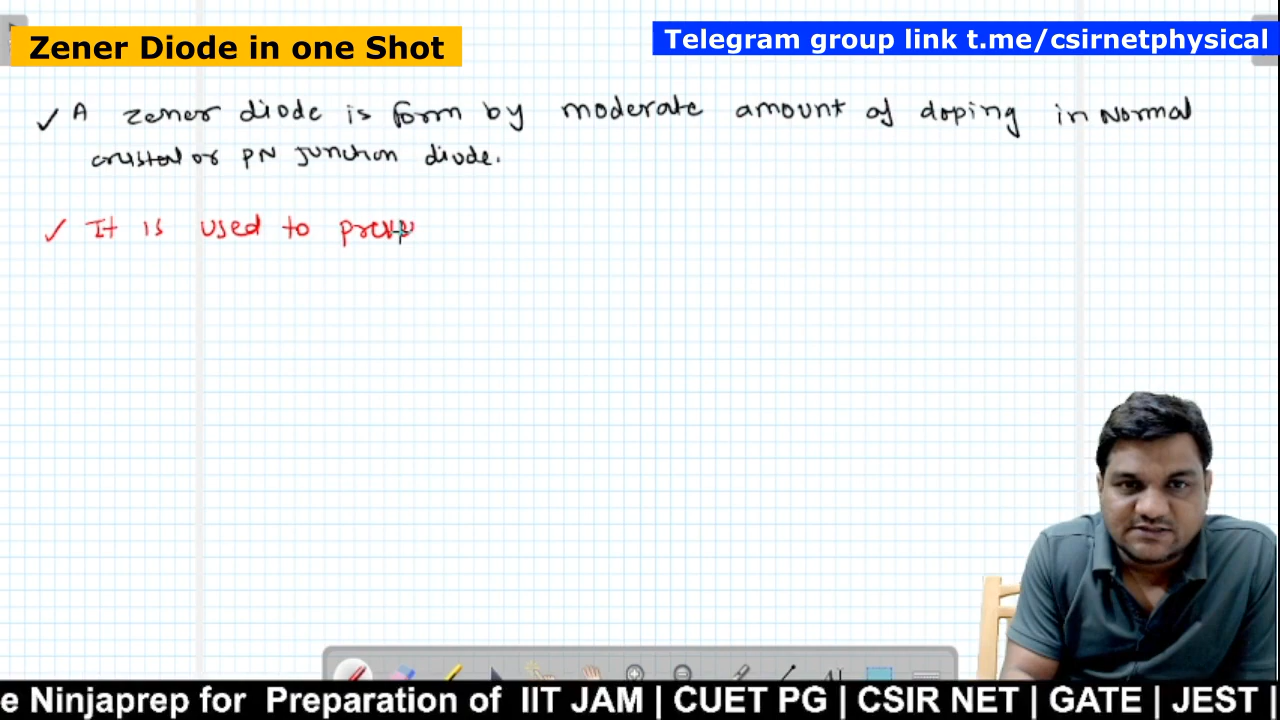 Zener Diode in one Shot
Telegram group link t.me/csirnetphysical
✓ A zener diode is form by moderate amount of doping in Normal
crustal or PN Junction diode.
✓ It is used to
e Ninjaprep for Preparation of IIT JAM | CUET PG | CSIR NET | GATE | JEST |